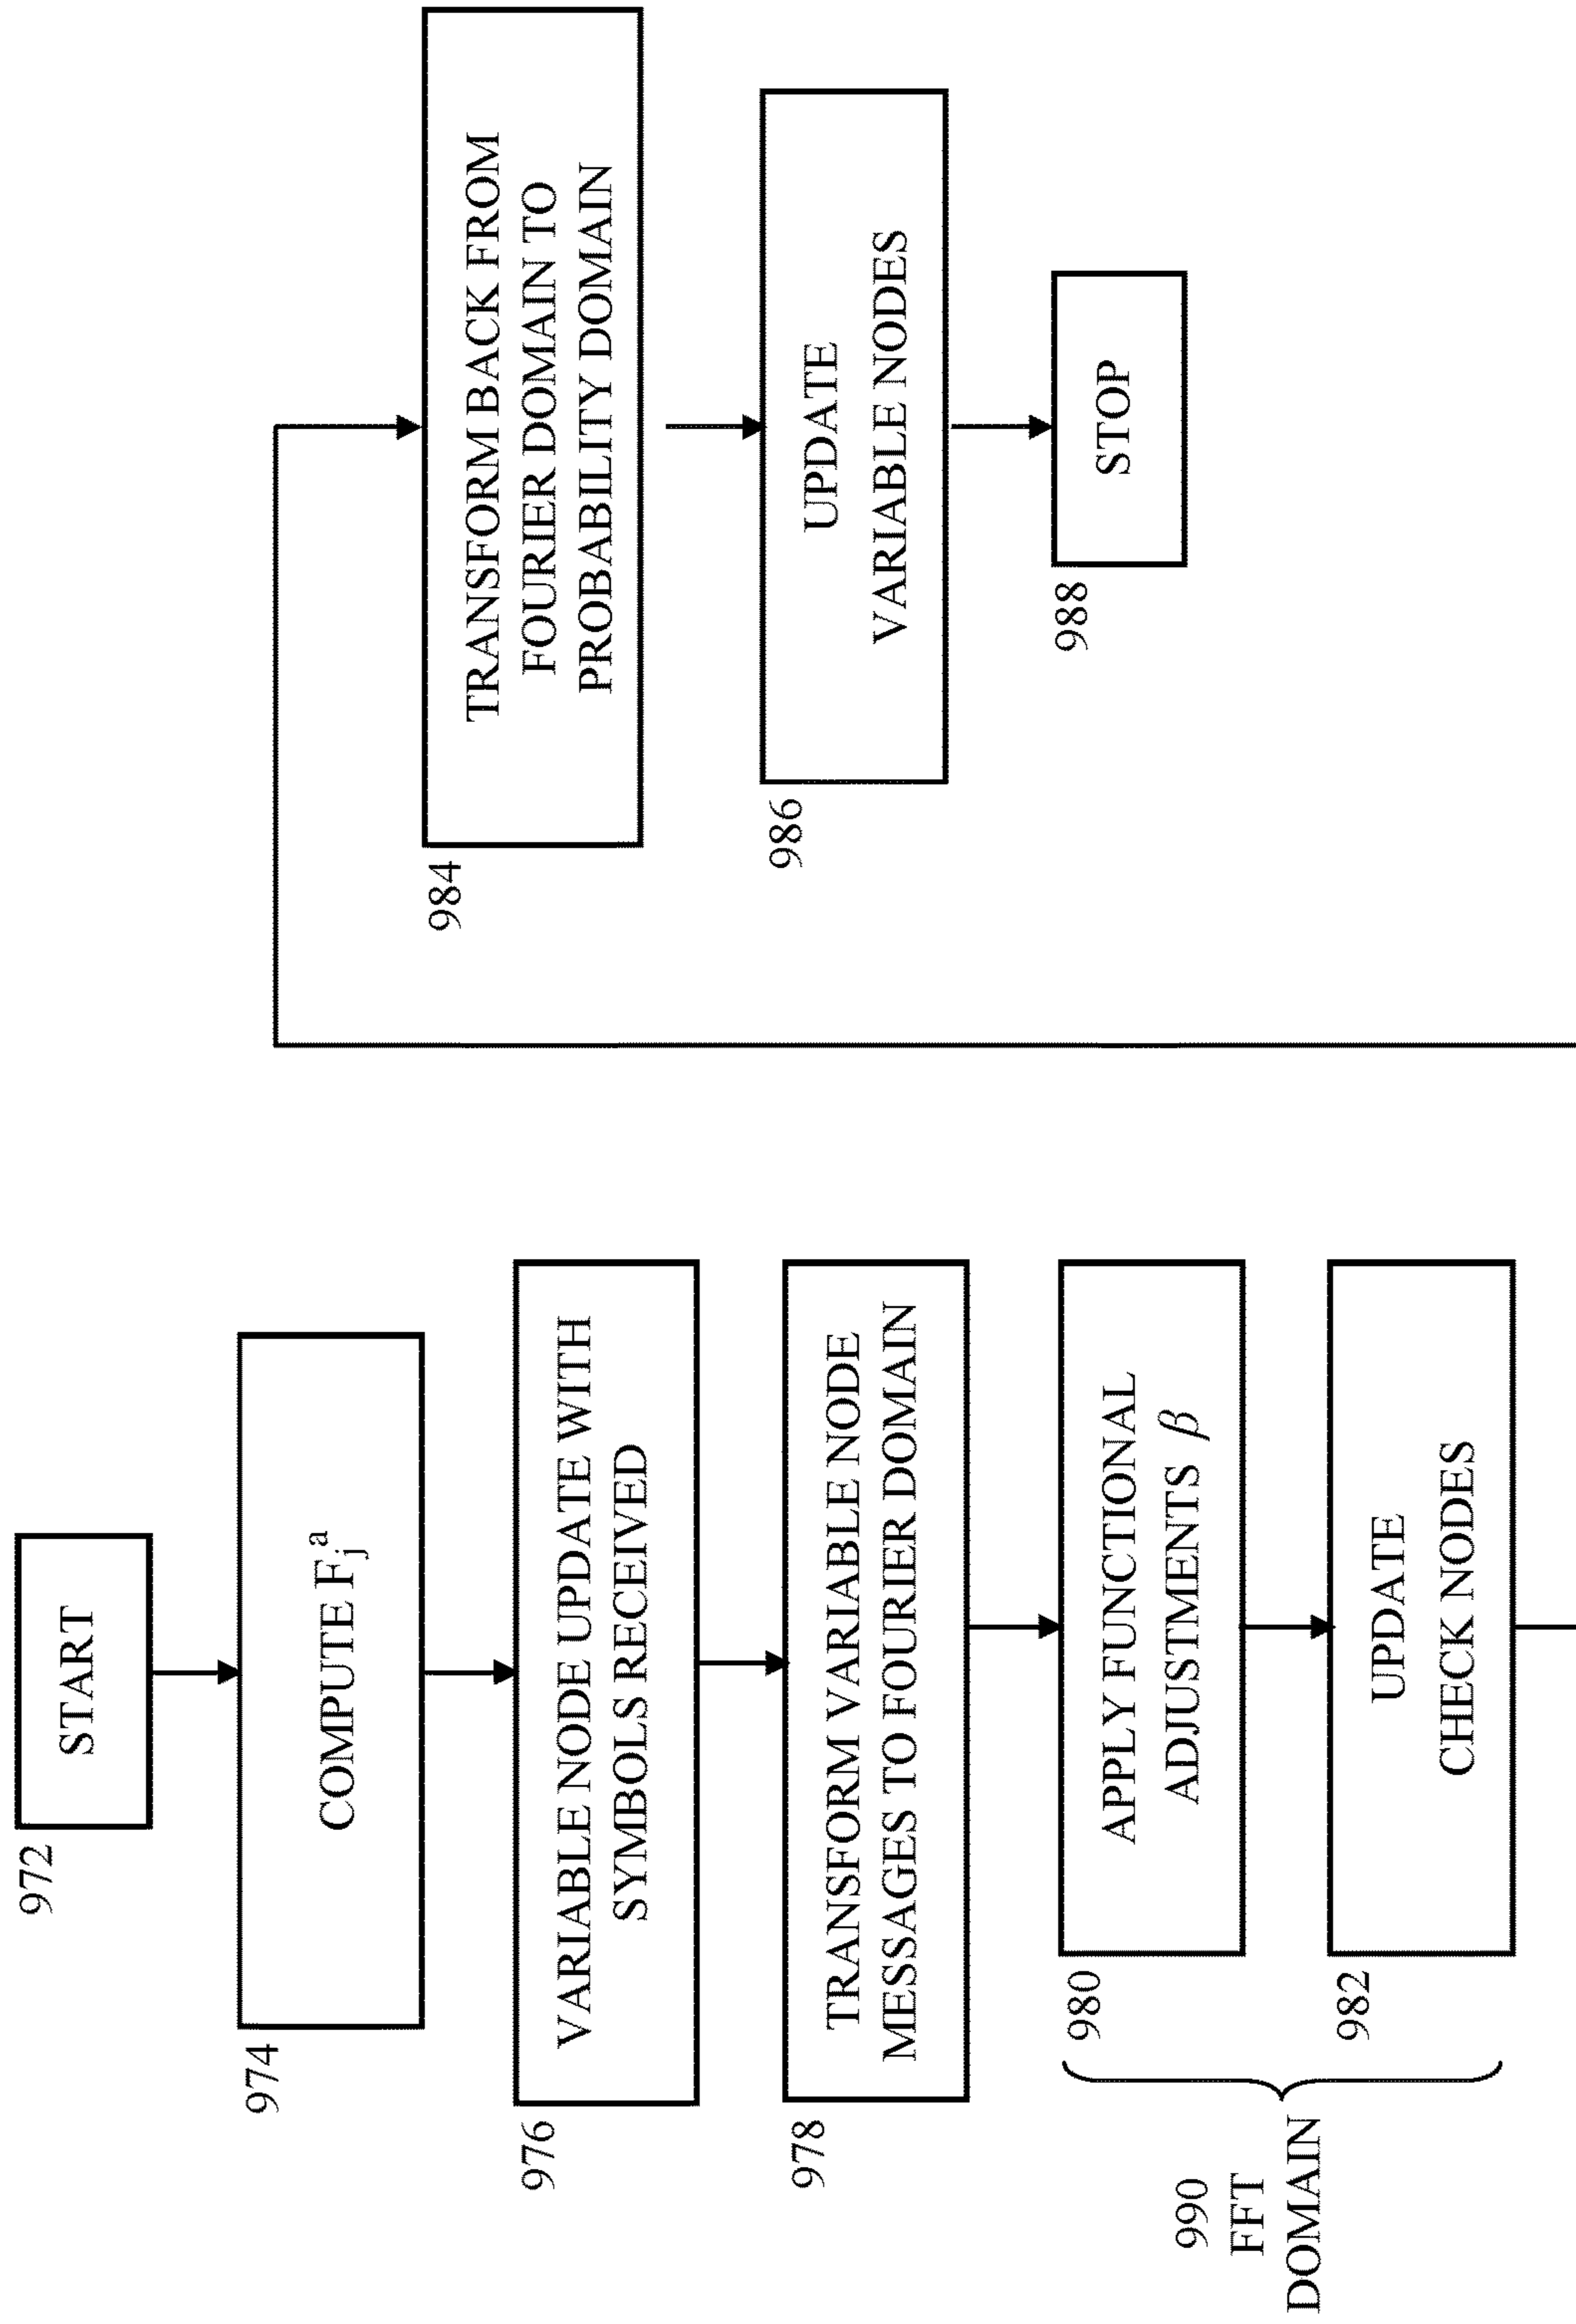 972
START
974
COMPUTE F_j^a
976
VARIABLE NODE UPDATE WITH
SYMBOLS RECEIVED
978
TRANSFORM VARIABLE NODE
MESSAGES TO FOURIER DOMAIN
980
APPLY FUNCTIONAL
ADJUSTMENTS β
982
UPDATE
CHECK NODES
990
FFT
DOMAIN
984
TRANSFORM BACK FROM
FOURIER DOMAIN TO
PROBABILITY DOMAIN
986
UPDATE
VARIABLE NODES
988
STOP